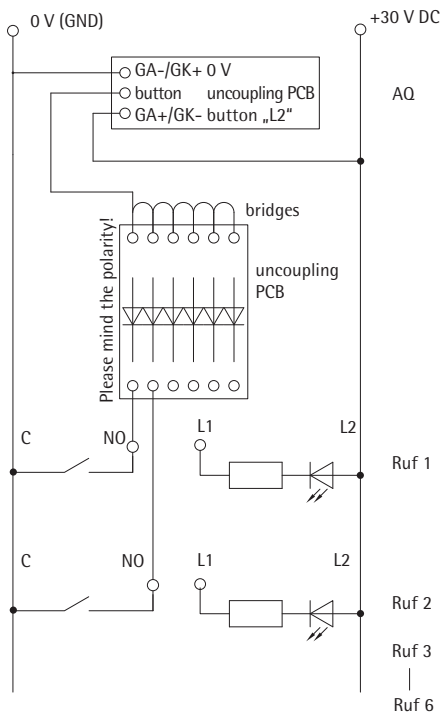 0 V (GND)
+30 V DC
GA-/GK+ 0 V
button uncoupling PCB
GA+/GK- button „L2“
AQ
bridges
Please mind the polarity!
uncoupling
PCB
C NO L1 L2
Ruf 1
C NO L1 L2
Ruf 2
Ruf 3
Ruf 6